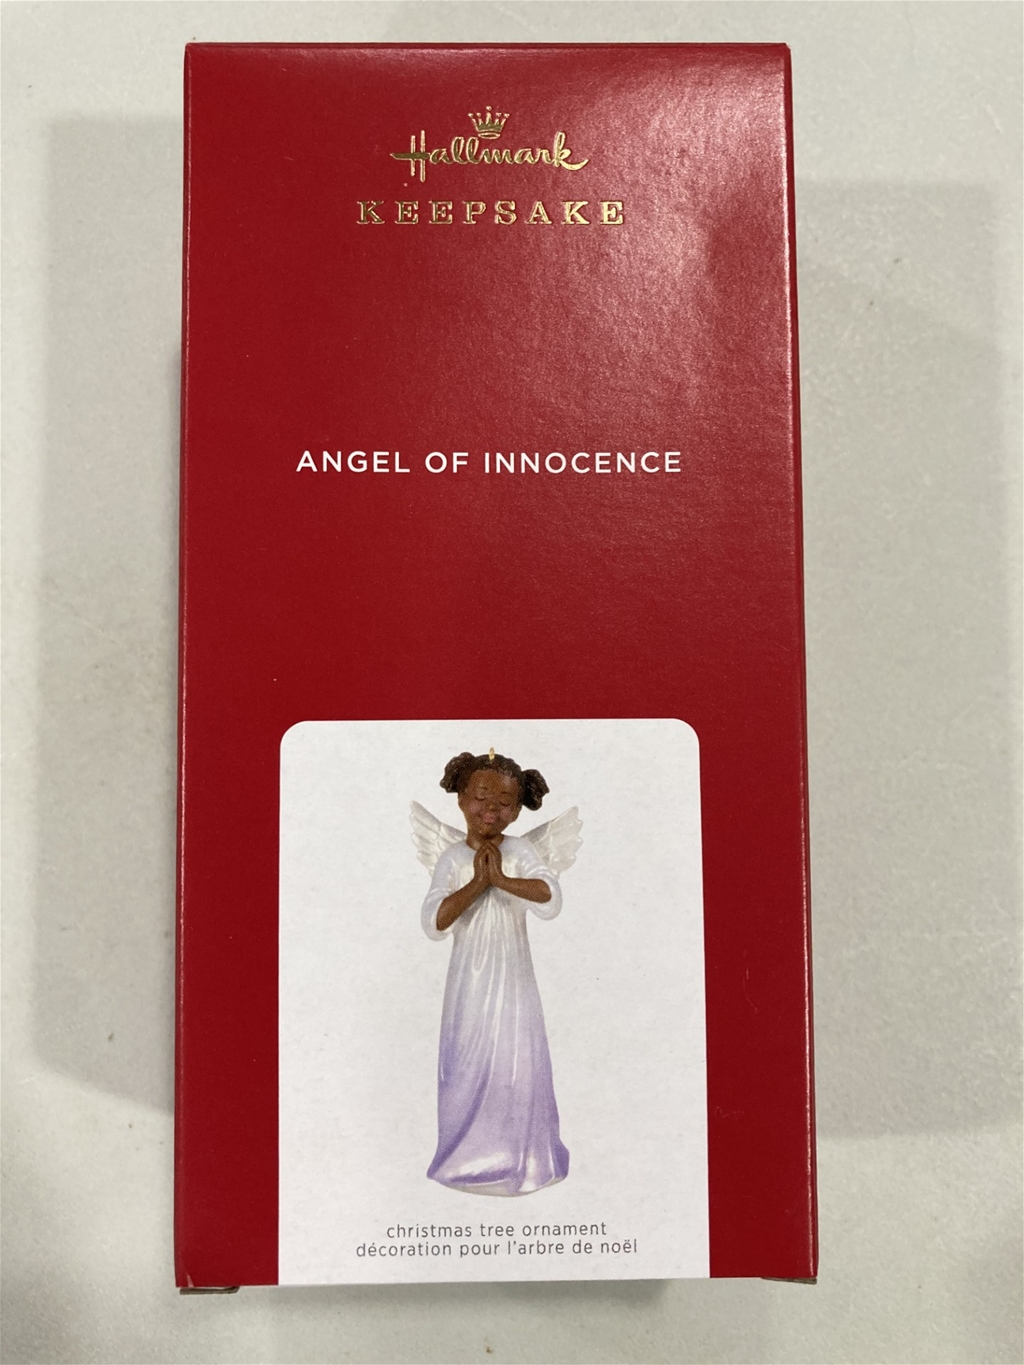 Hallmark
KEEPSAKE
ANGEL OF INNOCENCE
christmas tree ornament
décoration pour l'arbre de noël